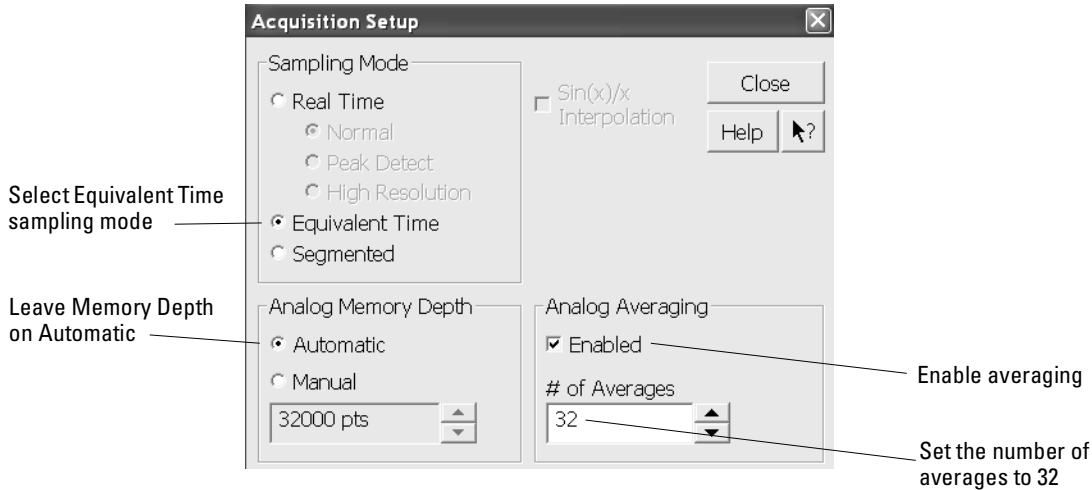 Acquisition Setup
Sampling Mode
Real Time
Normal
Peak Detect
High Resolution
Equivalent Time
Segmented
Sin(x)/x
Interpolation
Close
Help
?
Select Equivalent Time
sampling mode
Leave Memory Depth
on Automatic
Analog Memory Depth
Automatic
Manual
32000 pts
Analog Averaging
Enabled
# of Averages
32
Enable averaging
Set the number of
averages to 32